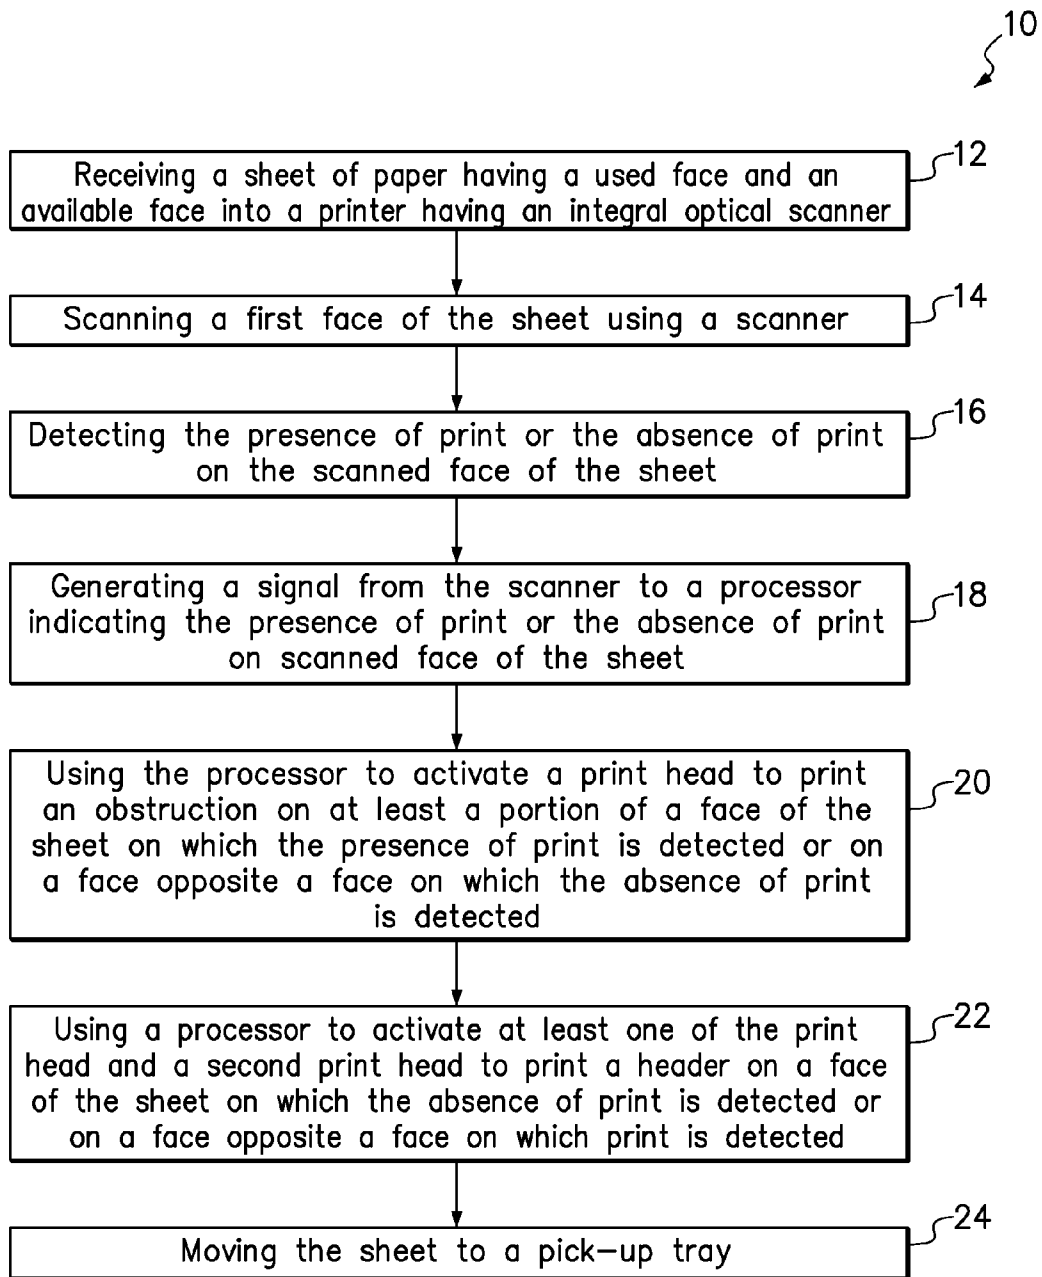 10
12
Receiving a sheet of paper having a used face and an
available face into a printer having an integral optical scanner
14
Scanning a first face of the sheet using a scanner
16
Detecting the presence of print or the absence of print
on the scanned face of the sheet
18
Generating a signal from the scanner to a processor
indicating the presence of print or the absence of print
on scanned face of the sheet
20
Using the processor to activate a print head to print
an obstruction on at least a portion of a face of the
sheet on which the presence of print is detected or on
a face opposite a face on which the absence of print
is detected
22
Using a processor to activate at least one of the print
head and a second print head to print a header on a face
of the sheet on which the absence of print is detected or
on a face opposite a face on which print is detected
24
Moving the sheet to a pick-up tray